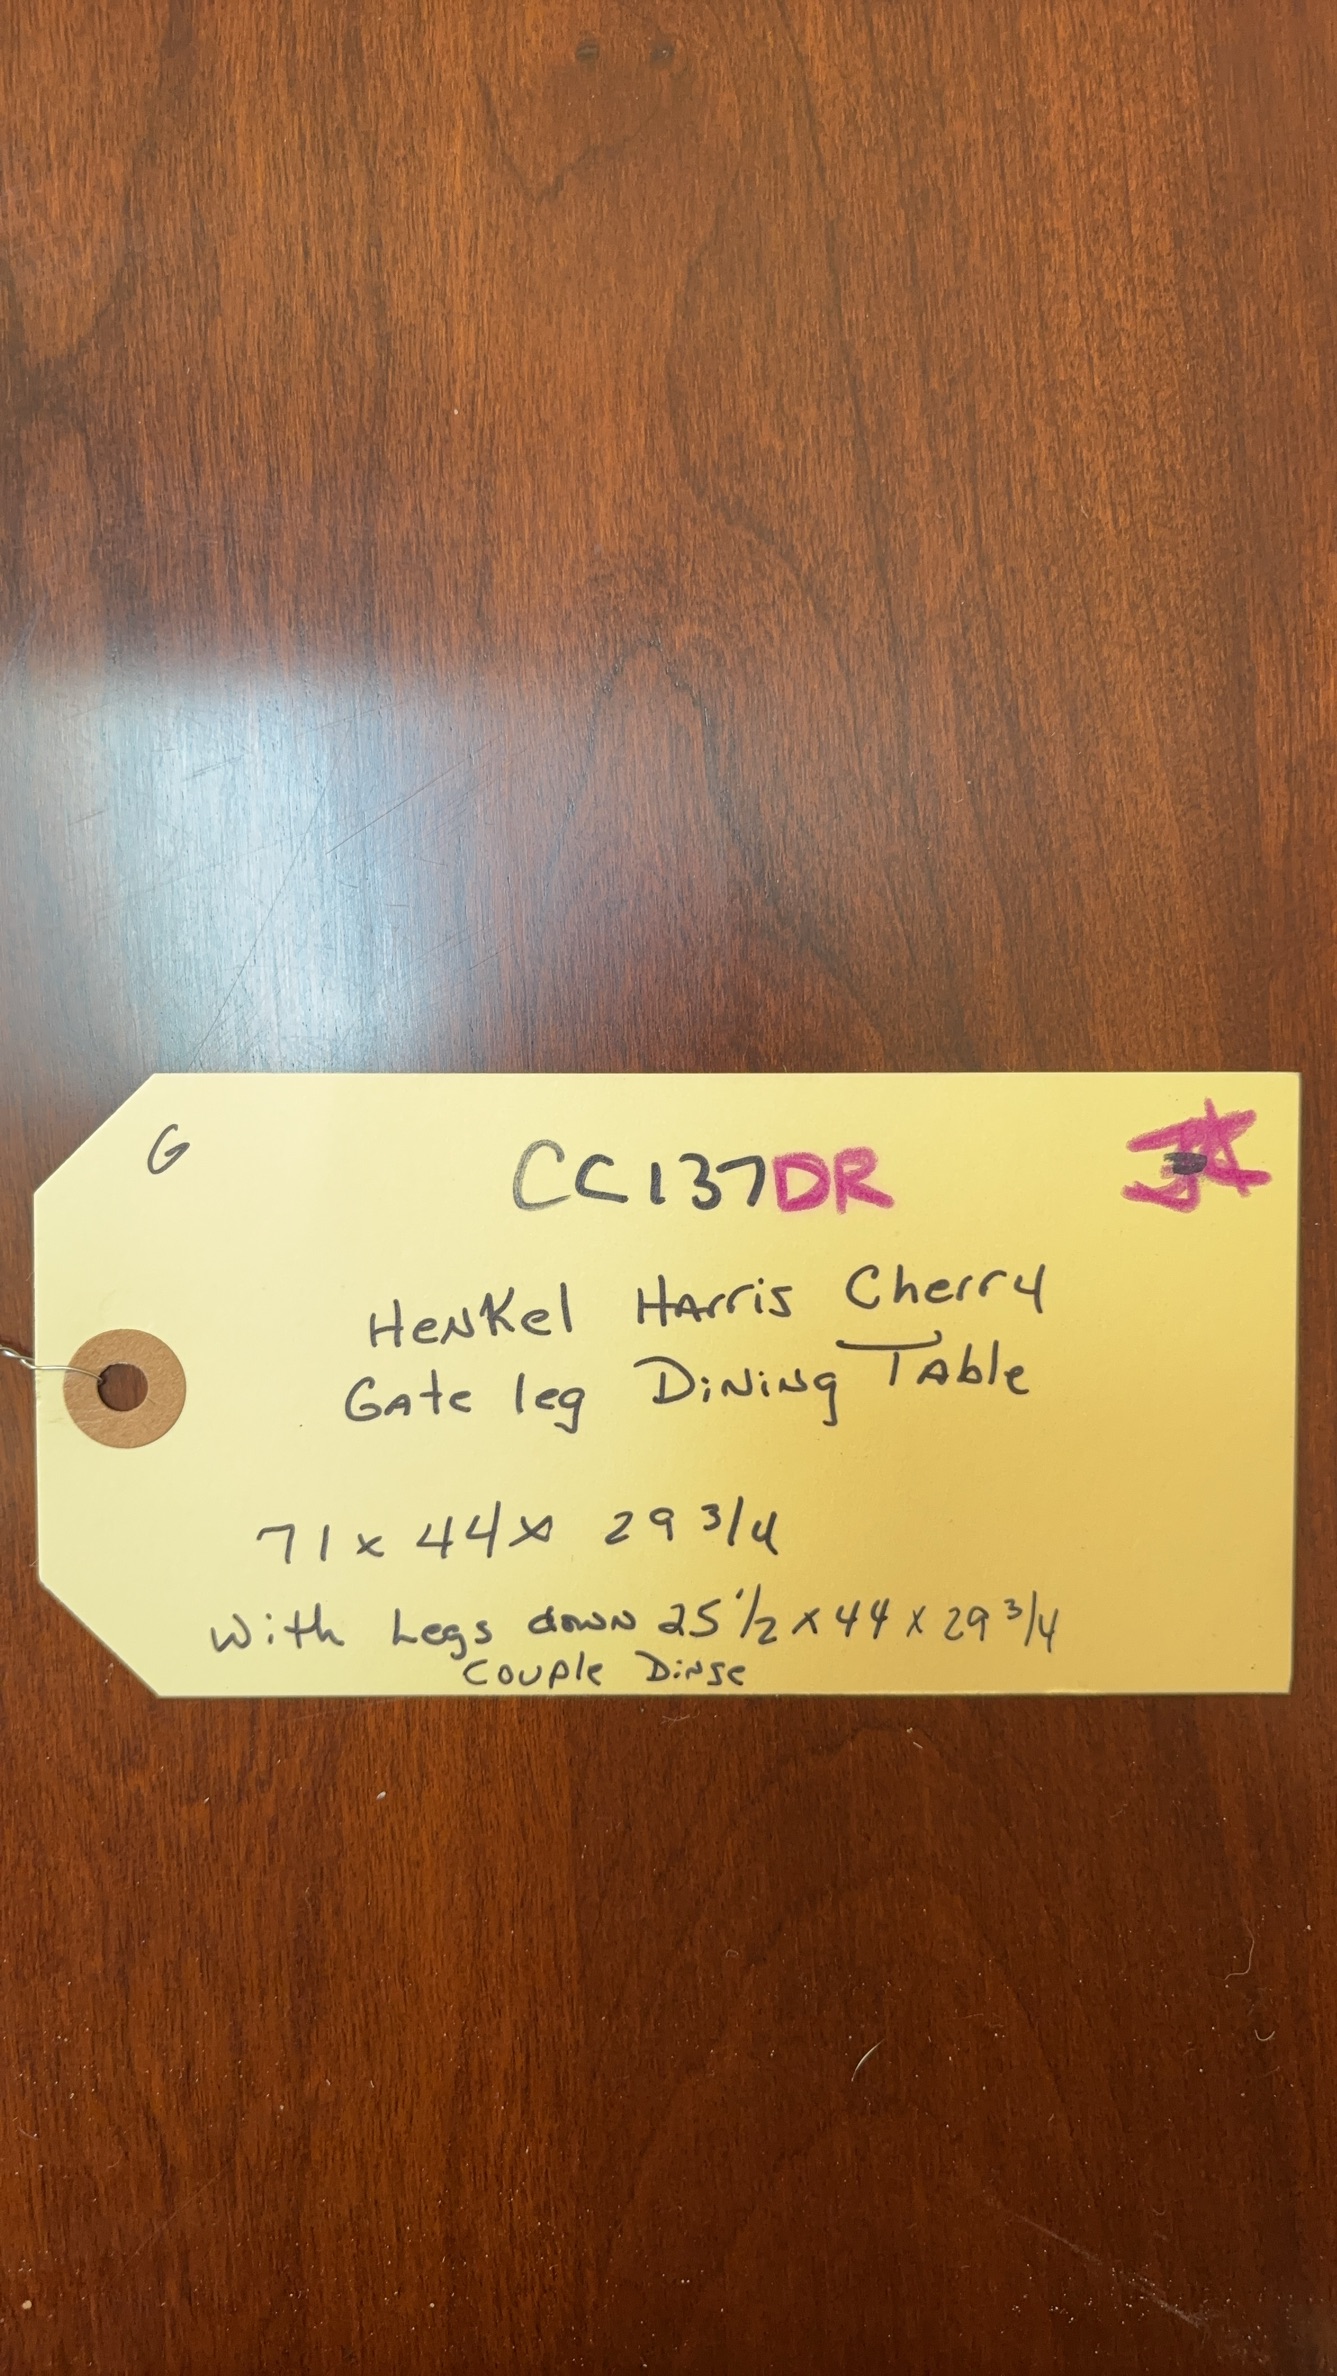 G
CC137DR
Henkel Harris Cherry
Gate leg Dining Table
71 x 44 x 29 3/4
With Legs down 25 1/2 x 44 x 29 3/4
Couple Dinse